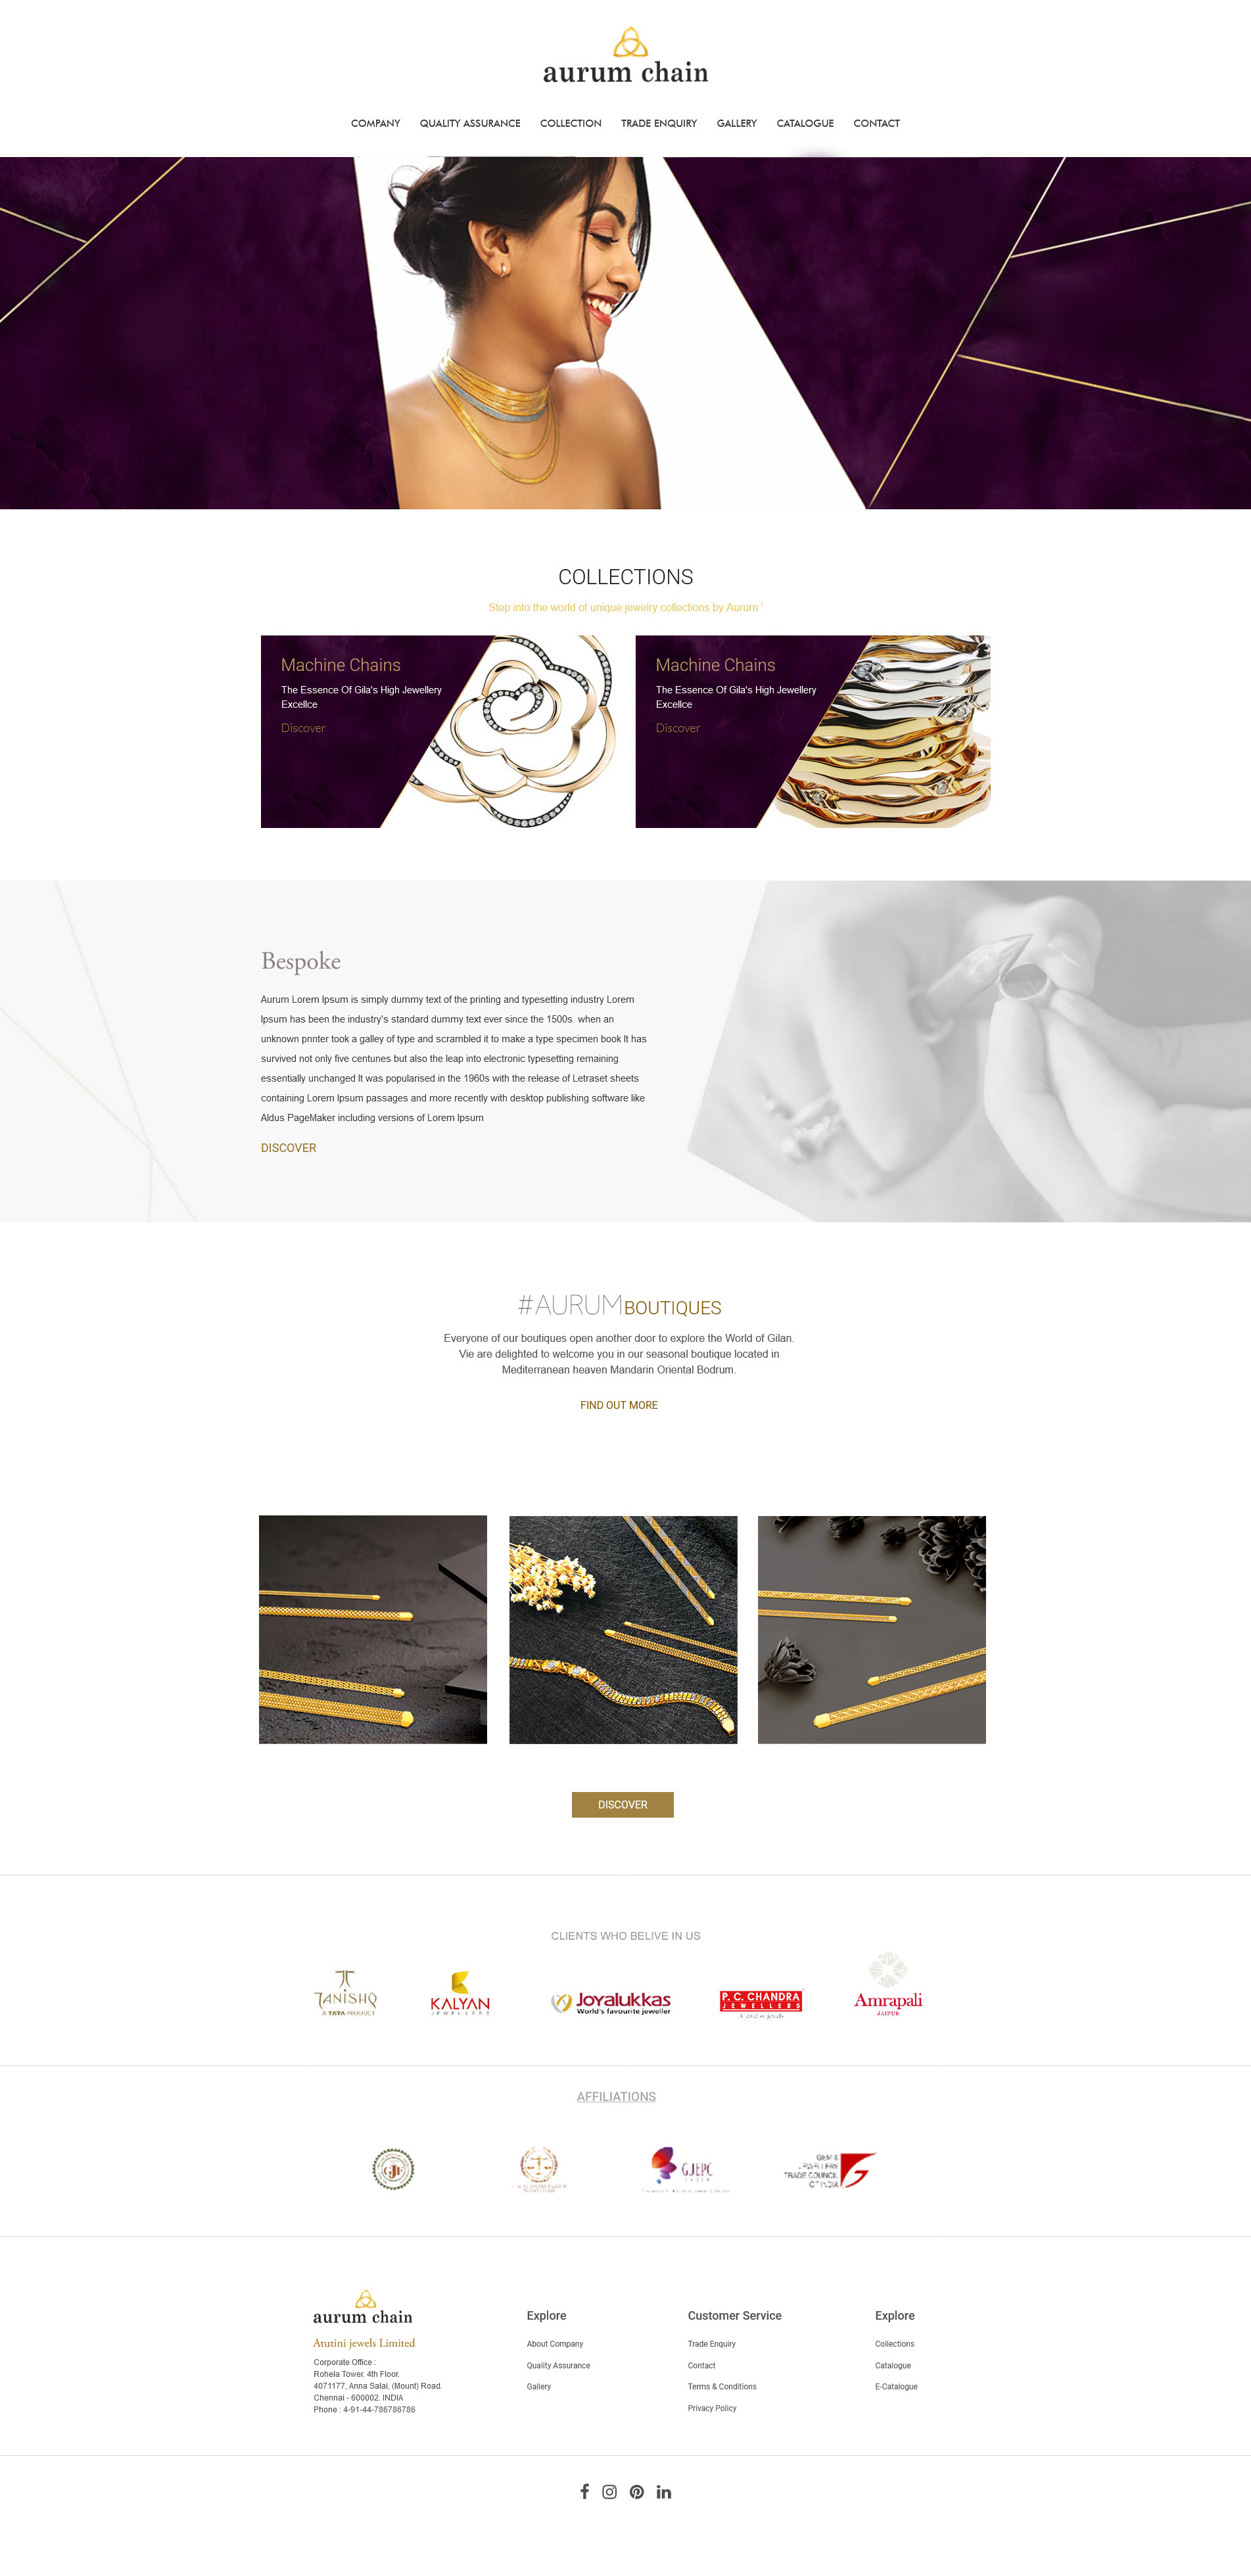 aurum chain
COMPANY QUALITY ASSURANCE COLLECTION TRADE ENQUIRY GALLERY CATALOGUE CONTACT
COLLECTIONS
Step into the world of unique jewelry collections by Aururn '
Machine Chains
The Essence Of Gila's High Jewellery
Excellce
Discover
Machine Chains
The Essence Of Gila's High Jewellery
Excellce
Discover
Bespoke
Aurum Lorem Ipsum is simply dummy text of the printing and typesetting industry Lorem
Ipsum has been the industry's standard dummy text ever since the 1500s. when an
unknown pnnter took a galley of type and scrambled it to make a type specimen book It has
survived not only five centunes but also the leap into electronic typesetting remaining
essentially unchanged It was popularised in the 1960s with the release of Letraset sheets
containing Lorem Ipsum passages and more recently with desktop publishing software like
Aldus PageMaker including versions of Lorem Ipsum
DISCOVER
#AURUMBOUTIQUES
Everyone of our boutiques open another door to explore the World of Gilan.
Vie are delighted to welcome you in our seasonal boutique located in
Mediterranean heaven Mandarin Oriental Bodrum.
FIND OUT MORE
DISCOVER
CLIENTS WHO BELIVE IN US
TANISHQ
A TATA PRODUCT
KALYAN
JEWELLERS
Joyalukkas
World's favourite jeweller
P. C. CHANDRA
JEWELLERS
A jewel of jewels
Amrapali
JAIPUR
AFFILIATIONS
GJF
GJEPC
INDIA
GEM &
JEWELLERY
TRADE COUNCIL
OF INDIA
aurum chain
Atutini jewels Limited
Corporate Office :
Rohela Tower. 4th Floor.
4071177, Anna Salai, (Mount) Road.
Chennai - 600002. INDIA
Phone : 4-91-44-786786786
Explore
About Company
Quality Assurance
Gallery
Customer Service
Trade Enquiry
Contact
Terms & Conditions
Privacy Policy
Explore
Collections
Catalogue
E-Catalogue